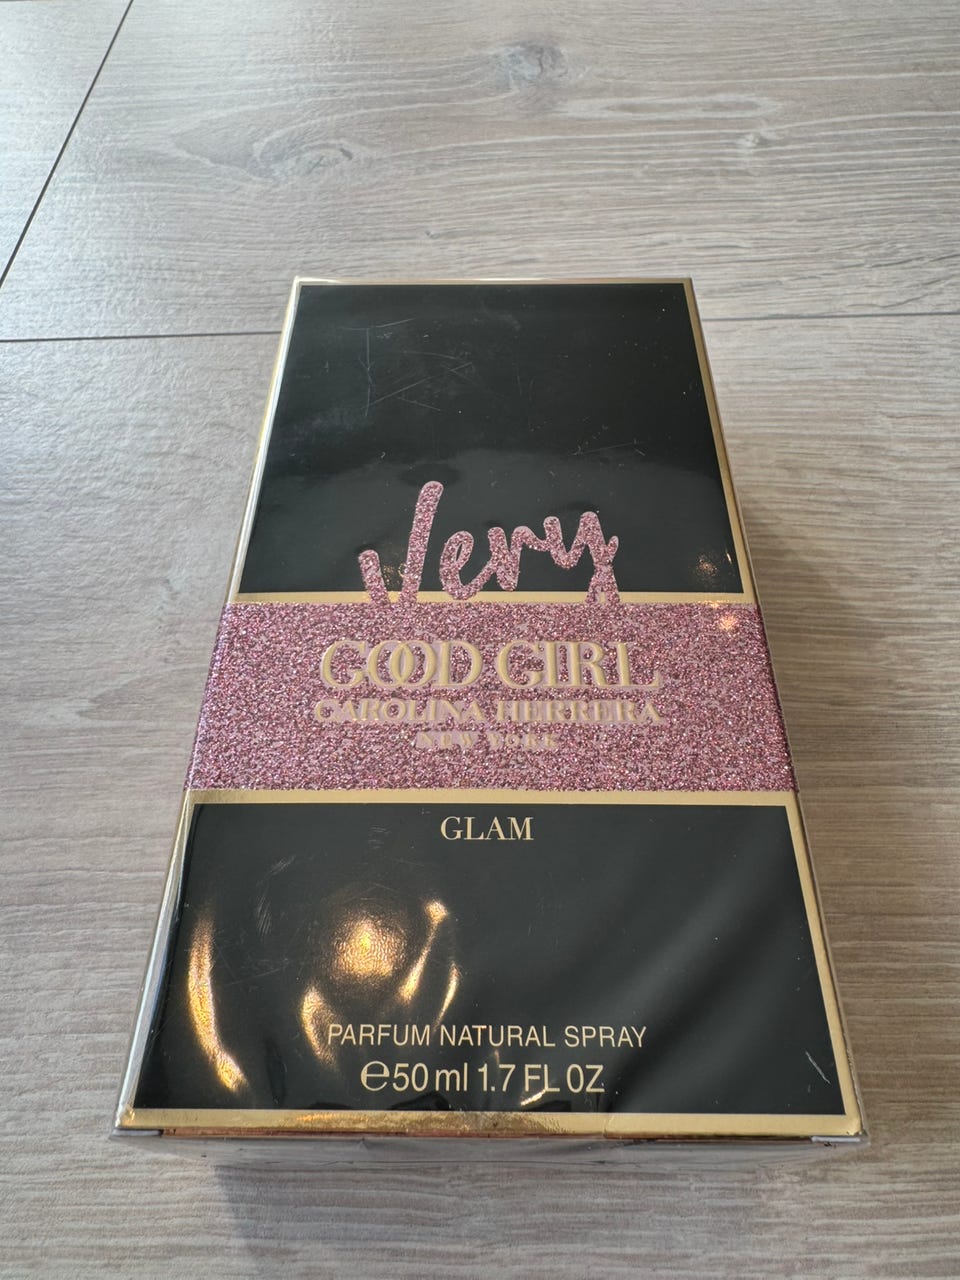 Very
GOOD GIRL
CAROLINA HERRERA
NEW YORK
GLAM
PARFUM NATURAL SPRAY
℮50 ml 1.7 FL OZ